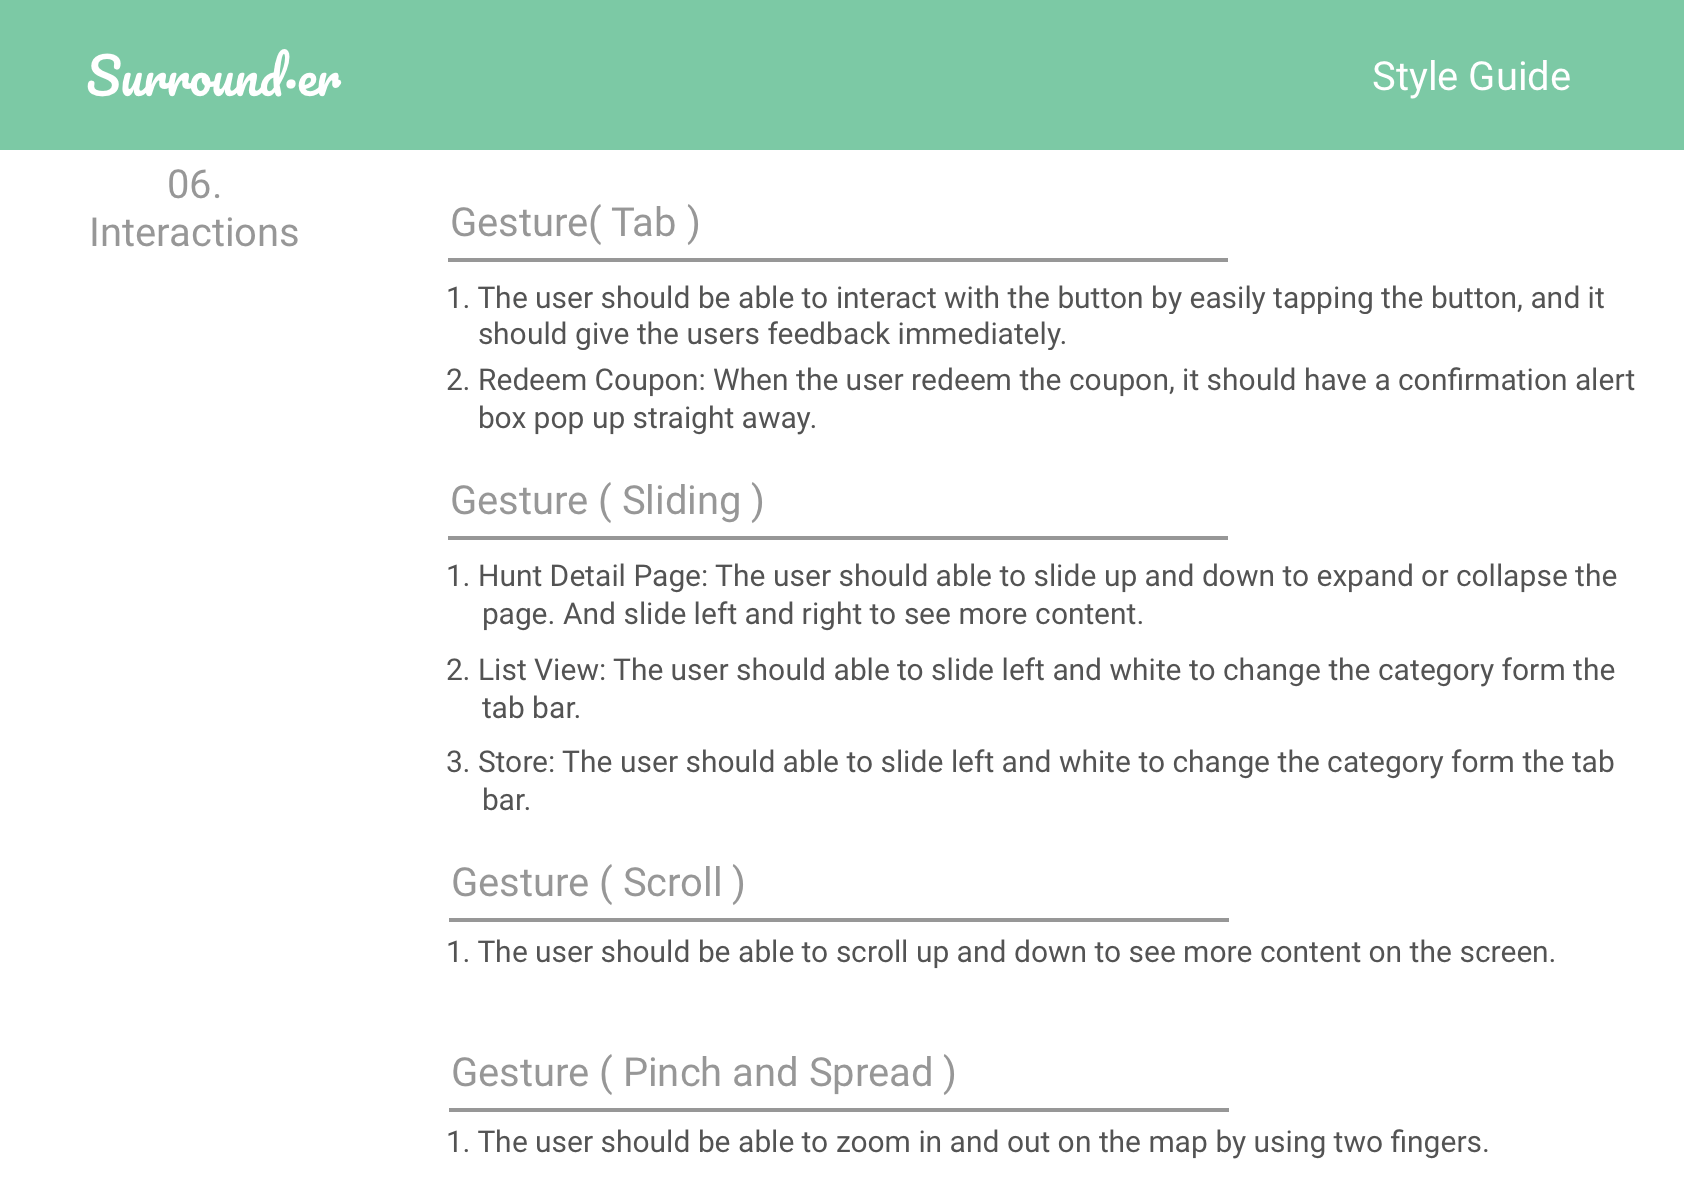 Surround.er
Style Guide
06.
Interactions
Gesture( Tab )
1. The user should be able to interact with the button by easily tapping the button, and it
should give the users feedback immediately.
2. Redeem Coupon: When the user redeem the coupon, it should have a confirmation alert
box pop up straight away.
Gesture ( Sliding )
1. Hunt Detail Page: The user should able to slide up and down to expand or collapse the
page. And slide left and right to see more content.
2. List View: The user should able to slide left and white to change the category form the
tab bar.
3. Store: The user should able to slide left and white to change the category form the tab
bar.
Gesture ( Scroll )
1. The user should be able to scroll up and down to see more content on the screen.
Gesture ( Pinch and Spread )
1. The user should be able to zoom in and out on the map by using two fingers.